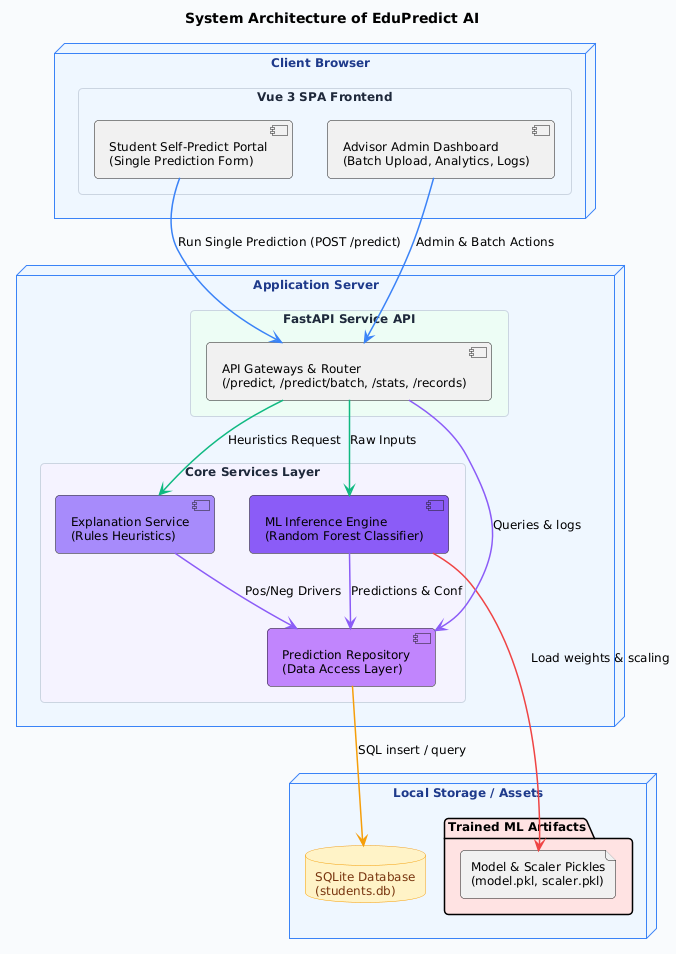 System Architecture of EduPredict AI
Client Browser
Vue 3 SPA Frontend
Student Self-Predict Portal
(Single Prediction Form)
Advisor Admin Dashboard
(Batch Upload, Analytics, Logs)
Run Single Prediction (POST /predict)
Admin & Batch Actions
Application Server
FastAPI Service API
API Gateways & Router
(/predict, /predict/batch, /stats, /records)
Heuristics Request
Raw Inputs
Core Services Layer
Explanation Service
(Rules Heuristics)
ML Inference Engine
(Random Forest Classifier)
Queries & logs
Pos/Neg Drivers
Predictions & Conf
Prediction Repository
(Data Access Layer)
Load weights & scaling
SQL insert / query
Local Storage / Assets
Trained ML Artifacts
SQLite Database
(students.db)
Model & Scaler Pickles
(model.pkl, scaler.pkl)